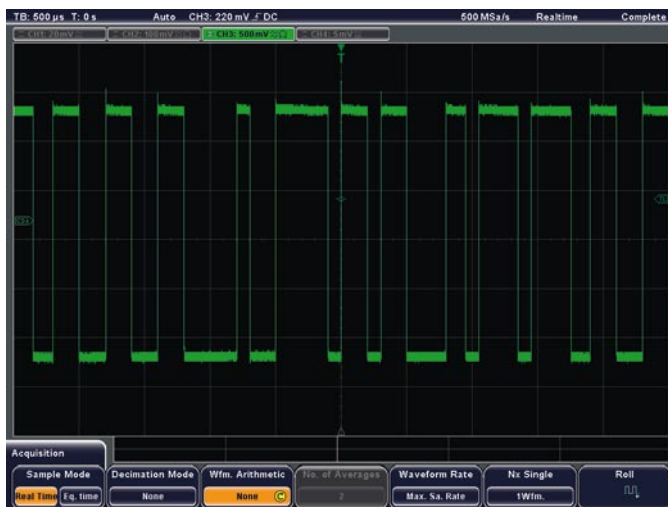 TB: 500 µs T: 0 s Auto CH3: 220 mV DC 500 MSa/s Realtime Complete
CH1: 20mV CH2: 100mV CH3: 500mV CH4: 5mV
T
Acquisition
Sample Mode Decimation Mode Wfm. Arithmetic No. of Averages Waveform Rate Nx Single Roll
Real Time Eq. time None None 2 Max. Sa. Rate 1Wfm.